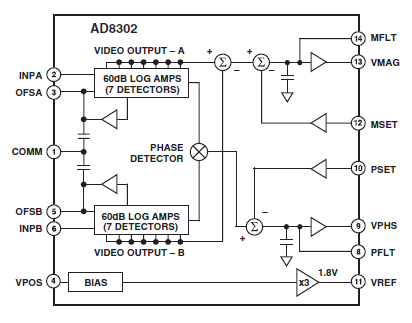 AD8302
VIDEO OUTPUT – A
+
Σ
–
+
Σ
–
14 MFLT
13 VMAG
INPA 2
OFSA 3
60dB LOG AMPS
(7 DETECTORS)
12 MSET
COMM 1
PHASE
DETECTOR
10 PSET
OFSB 5
INPB 6
60dB LOG AMPS
(7 DETECTORS)
–
Σ
+
9 VPHS
8 PFLT
VIDEO OUTPUT – B
VPOS 4
BIAS
x3
1.8V
11 VREF